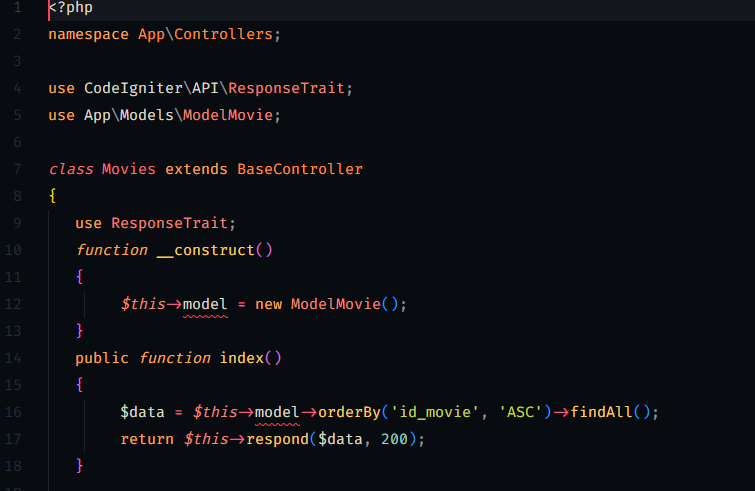 1 <?php
2 namespace App\Controllers;
3
4 use CodeIgniter\API\ResponseTrait;
5 use App\Models\ModelMovie;
6
7 class Movies extends BaseController
8 {
9 use ResponseTrait;
10 function __construct()
11 {
12 $this->model = new ModelMovie();
13 }
14 public function index()
15 {
16 $data = $this->model->orderBy('id_movie', 'ASC')->findAll();
17 return $this->respond($data, 200);
18 }